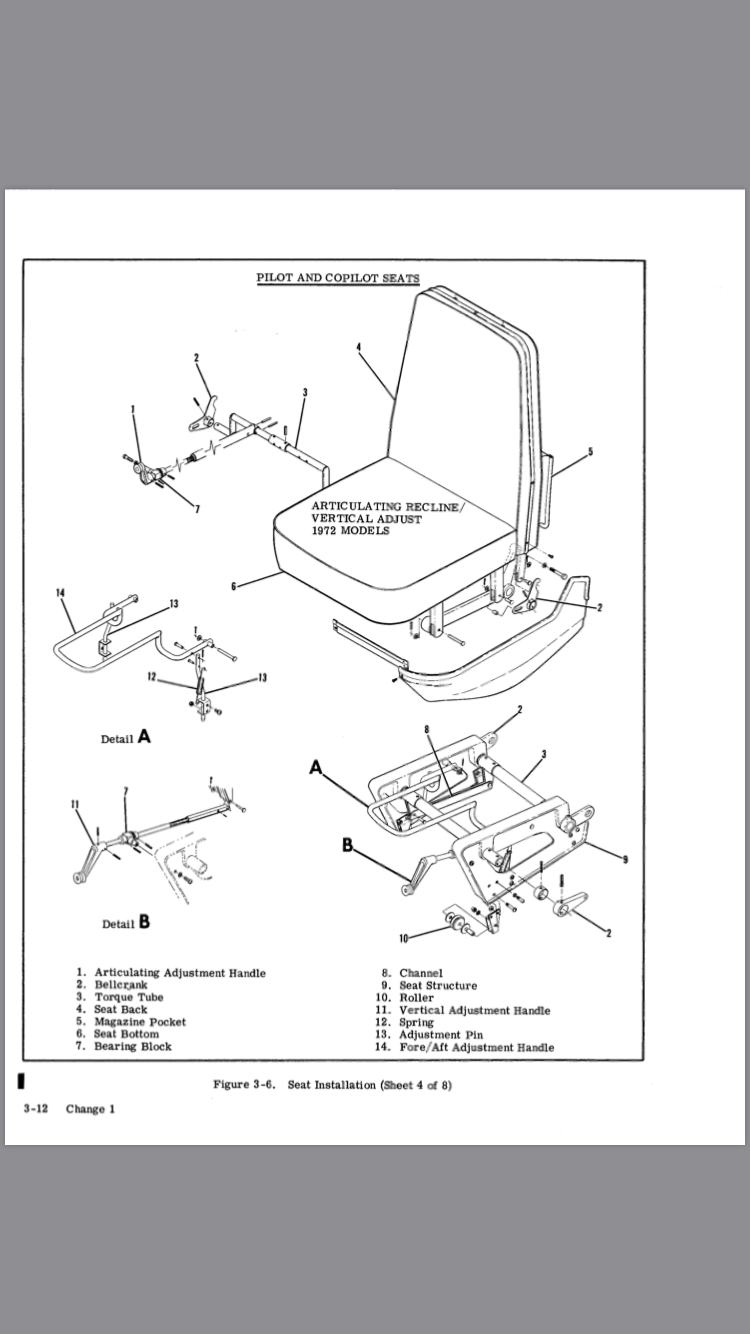 PILOT AND COPILOT SEATS
4
2
3
1
5
7
ARTICULATING RECLINE/
VERTICAL ADJUST
1972 MODELS
6
14
13
2
12
13
2
8
3
Detail A
A
11
7
B
9
Detail B
10
2
1. Articulating Adjustment Handle
2. Bellcrank
3. Torque Tube
4. Seat Back
5. Magazine Pocket
6. Seat Bottom
7. Bearing Block
8. Channel
9. Seat Structure
10. Roller
11. Vertical Adjustment Handle
12. Spring
13. Adjustment Pin
14. Fore/Aft Adjustment Handle
Figure 3-6. Seat Installation (Sheet 4 of 8)
3-12 Change 1